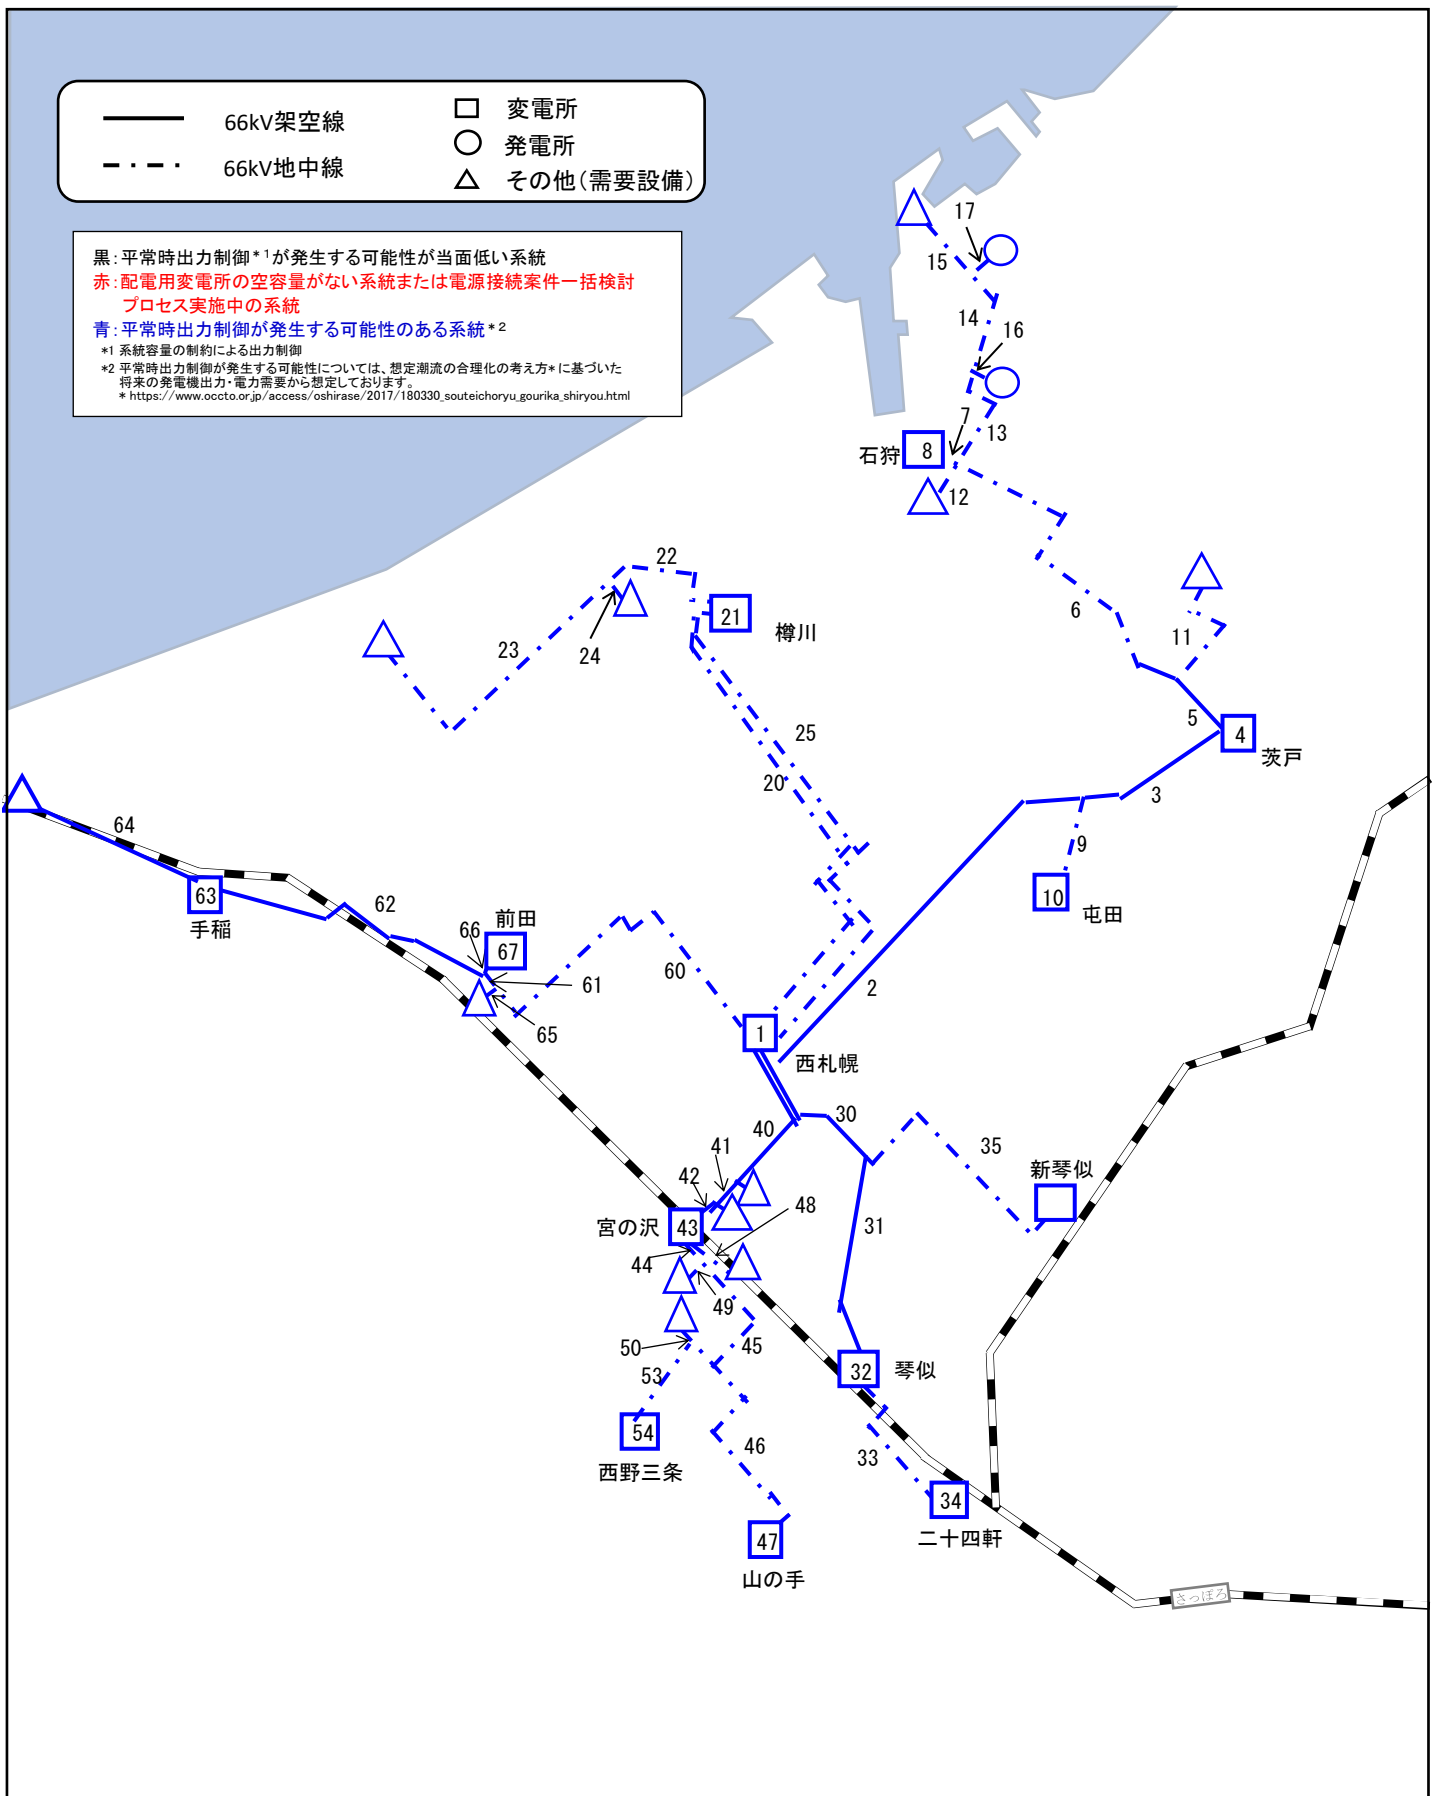 66kV架空線
66kV地中線
変電所
発電所
その他(需要設備)
黒:平常時出力制御*1が発生する可能性が当面低い系統
赤:配電用変電所の空容量がない系統または電源接続案件一括検討
プロセス実施中の系統
青:平常時出力制御が発生する可能性のある系統*2
*1 系統容量の制約による出力制御
*2 平常時出力制御が発生する可能性については、想定潮流の合理化の考え方*に基づいた
将来の発電機出力・電力需要から想定しております。
* https://www.occto.or.jp/access/oshirase/2017/180330_souteichoryu_gourika_shiryou.html
17
15
14
16
7
13
石狩
8
12
22
6
21
樽川
11
23
24
5
25
4
茨戸
20
3
64
9
63
手稲
62
10
屯田
前田
66
67
60
61
2
65
1
西札幌
30
40
41
35
42
新琴似
48
宮の沢
43
31
44
49
50
45
53
32
琴似
54
46
33
西野三条
34
二十四軒
47
山の手
さっぽろ